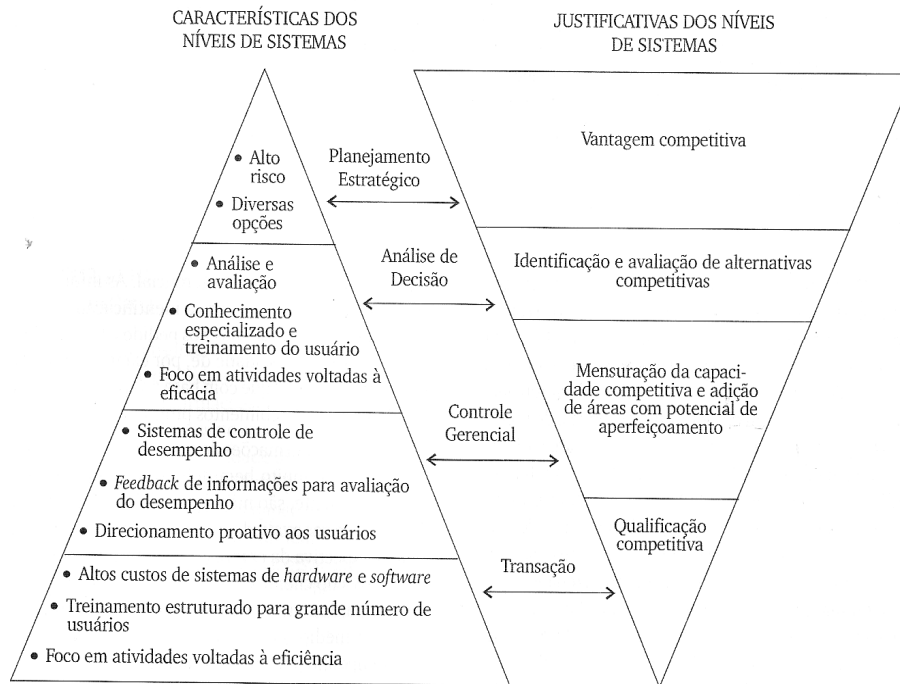 CARACTERÍSTICAS DOS
NÍVEIS DE SISTEMAS
JUSTIFICATIVAS DOS NÍVEIS
DE SISTEMAS
• Alto
risco
• Diversas
opções
Planejamento
Estratégico
Vantagem competitiva
• Análise e
avaliação
• Conhecimento
especializado e
treinamento do usuário
• Foco em atividades voltadas à
eficácia
Análise de
Decisão
Identificação e avaliação de alternativas
competitivas
• Sistemas de controle de
desempenho
• Feedback de informações para avaliação
do desempenho
• Direcionamento proativo aos usuários
Controle
Gerencial
Mensuração da capaci-
dade competitiva e adição
de áreas com potencial de
aperfeiçoamento
• Altos custos de sistemas de hardware e software
• Treinamento estruturado para grande número de
usuários
• Foco em atividades voltadas à eficiência
Transação
Qualificação
competitiva